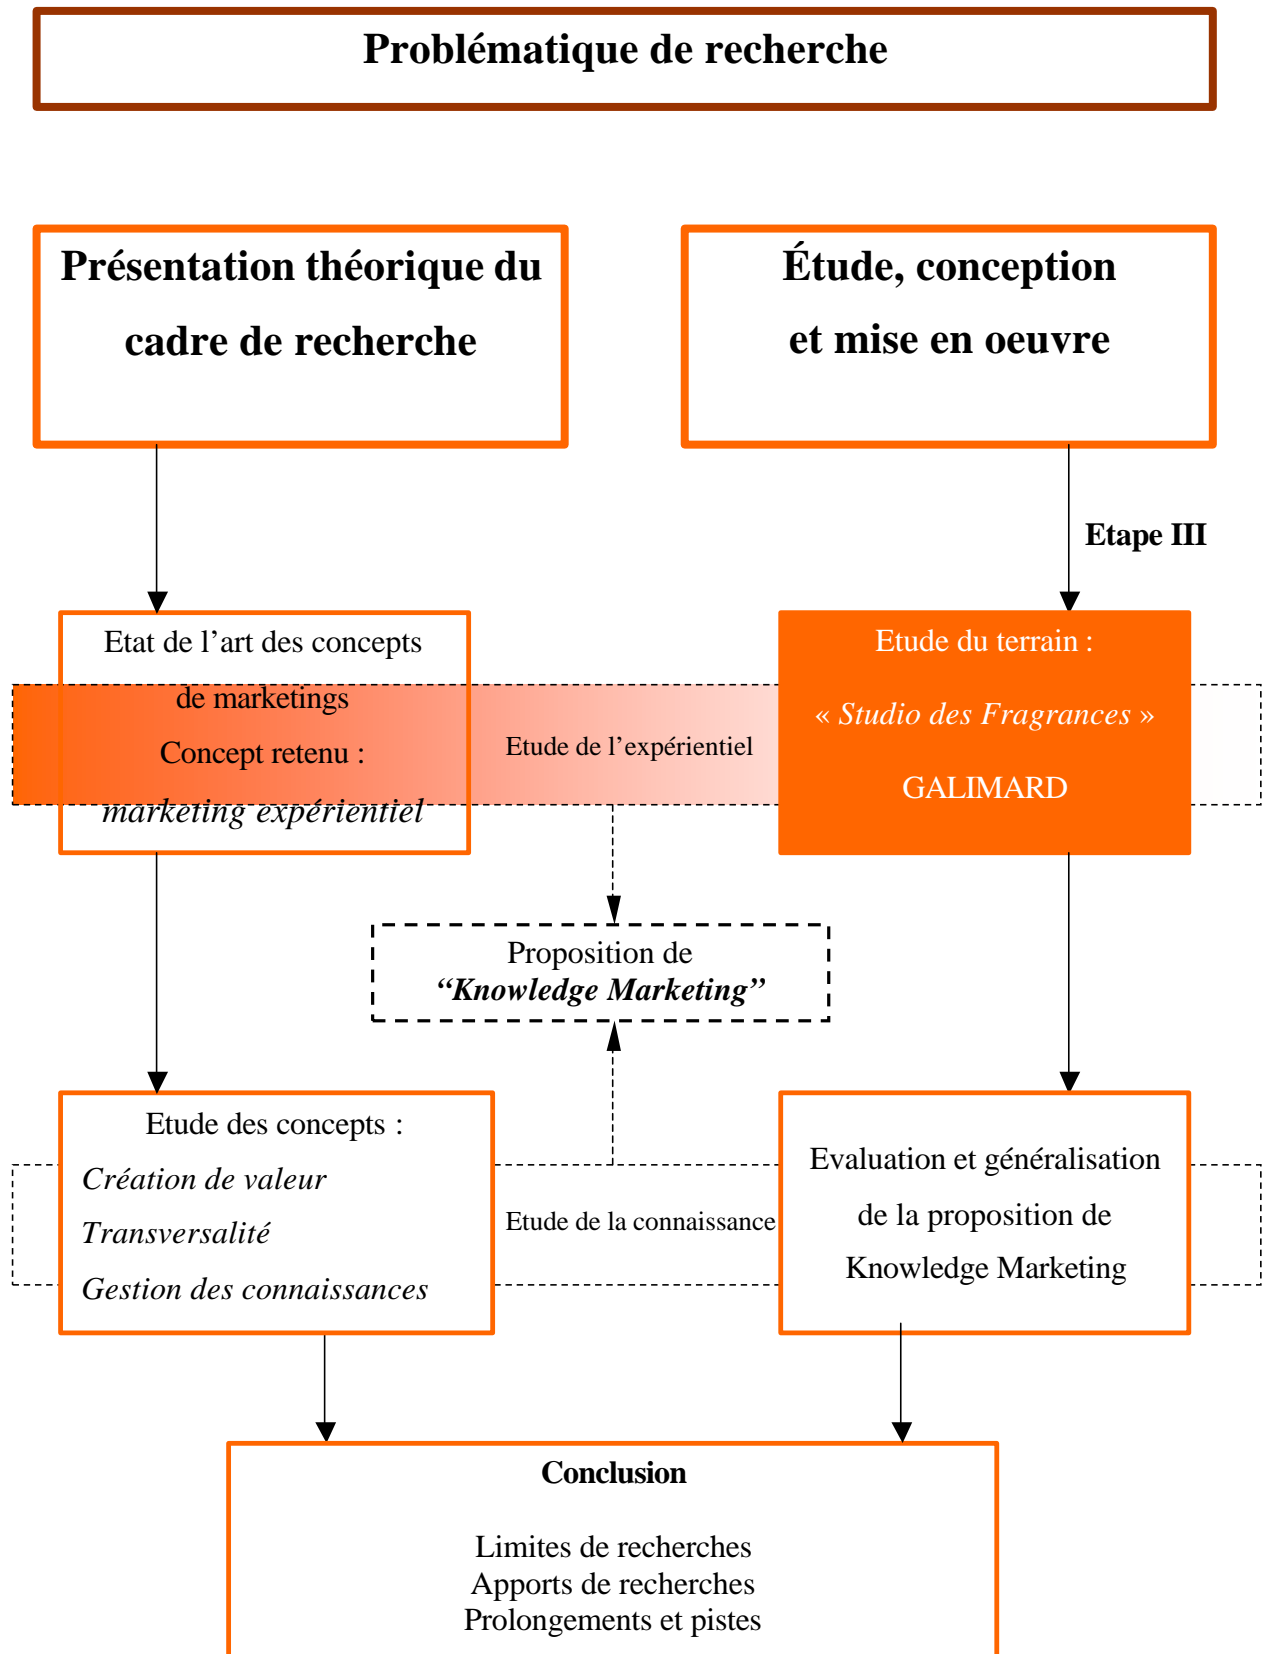 Problématique de recherche
Présentation théorique du
cadre de recherche
Étude, conception
et mise en oeuvre
Etape III
Etat de l’art des concepts
de marketings
Concept retenu :
marketing expérientiel
Etude de l’expérientiel
Etude du terrain :
« Studio des Fragrances »
GALIMARD
Proposition de
“Knowledge Marketing”
Etude des concepts :
Création de valeur
Transversalité
Gestion des connaissances
Etude de la connaissance
Evaluation et généralisation
de la proposition de
Knowledge Marketing
Conclusion
Limites de recherches
Apports de recherches
Prolongements et pistes